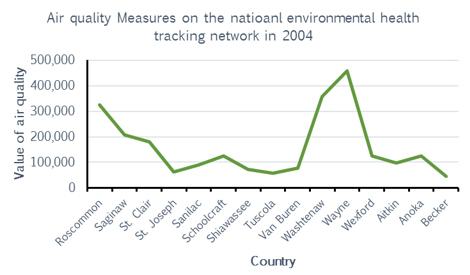 Air quality Measures on the natioanl environmental health
tracking network in 2004
Value of air quality
500,000
400,000
300,000
200,000
100,000
0
Roscommon
Saginaw
St. Clair
St. Joseph
Sanilac
Schoolcraft
Shiawassee
Tuscola
Van Buren
Washtenaw
Wayne
Wexford
Aitkin
Anoka
Becker
Country